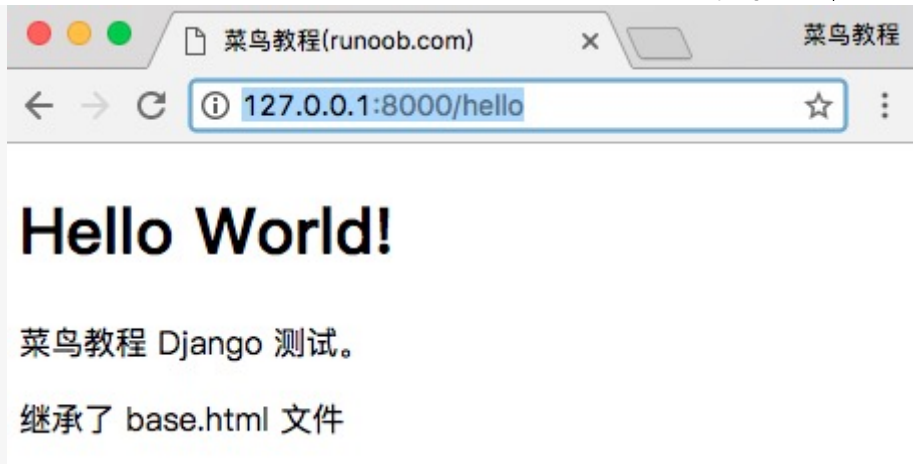 菜鸟教程(runoob.com)
菜鸟教程
127.0.0.1:8000/hello
Hello World!
菜鸟教程 Django 测试。
继承了 base.html 文件